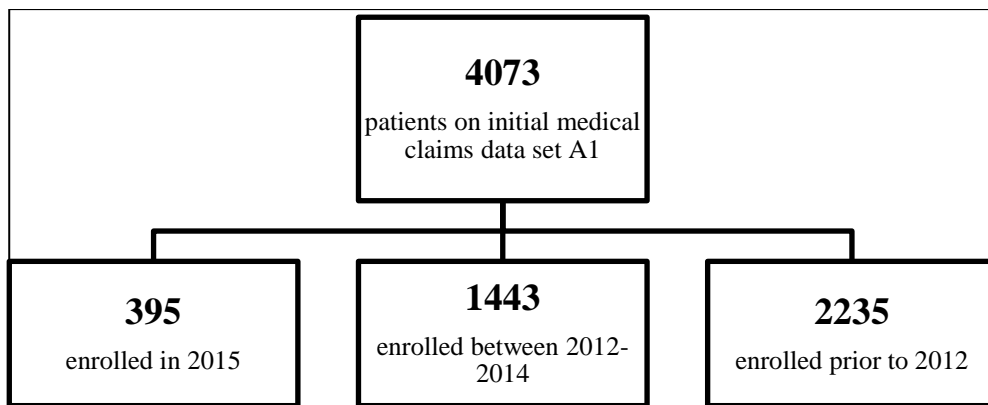 4073
patients on initial medical
claims data set A1
395
enrolled in 2015
1443
enrolled between 2012-
2014
2235
enrolled prior to 2012